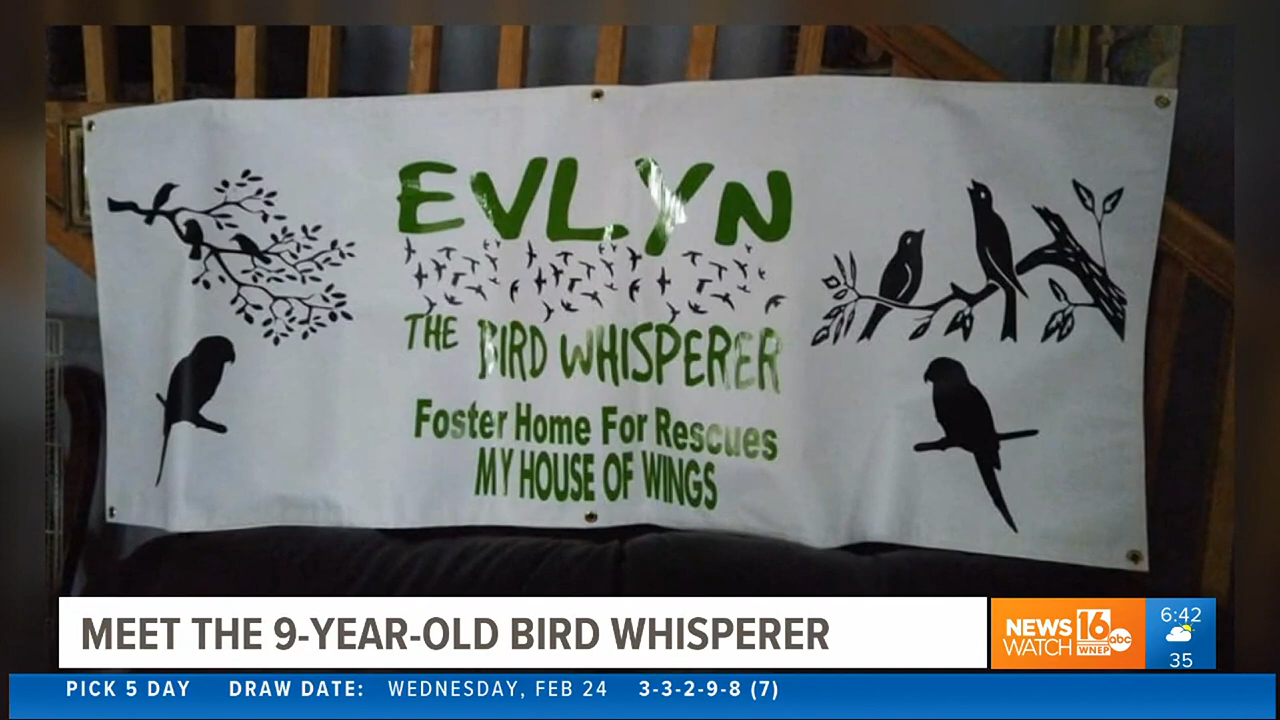 EVLYN
THE BIRD WHISPERER
Foster Home For Rescues
MY HOUSE OF WINGS
MEET THE 9-YEAR-OLD BIRD WHISPERER
NEWS 16 abc
WATCH WNEP
6:42
35
PICK 5 DAY DRAW DATE: WEDNESDAY, FEB 24 3-3-2-9-8 (7)